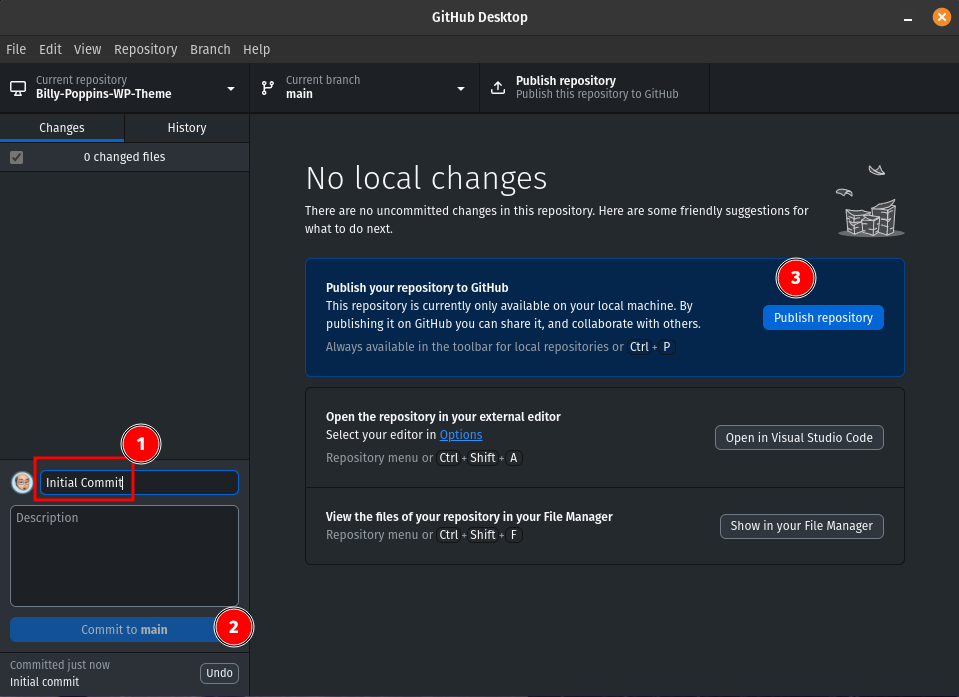 GitHub Desktop
File Edit View Repository Branch Help
Current repository
Billy-Poppins-WP-Theme
Current branch
main
Publish repository
Publish this repository to GitHub
Changes
History
0 changed files
No local changes
There are no uncommitted changes in this repository. Here are some friendly suggestions for
what to do next.
3
Publish your repository to GitHub
This repository is currently only available on your local machine. By
publishing it on GitHub you can share it, and collaborate with others.
Always available in the toolbar for local repositories or Ctrl + P
Publish repository
Open the repository in your external editor
Select your editor in Options
Repository menu or Ctrl + Shift + A
Open in Visual Studio Code
View the files of your repository in your File Manager
Repository menu or Ctrl + Shift + F
Show in your File Manager
1
Initial Commit
Description
Commit to main
2
Committed just now
Initial commit
Undo